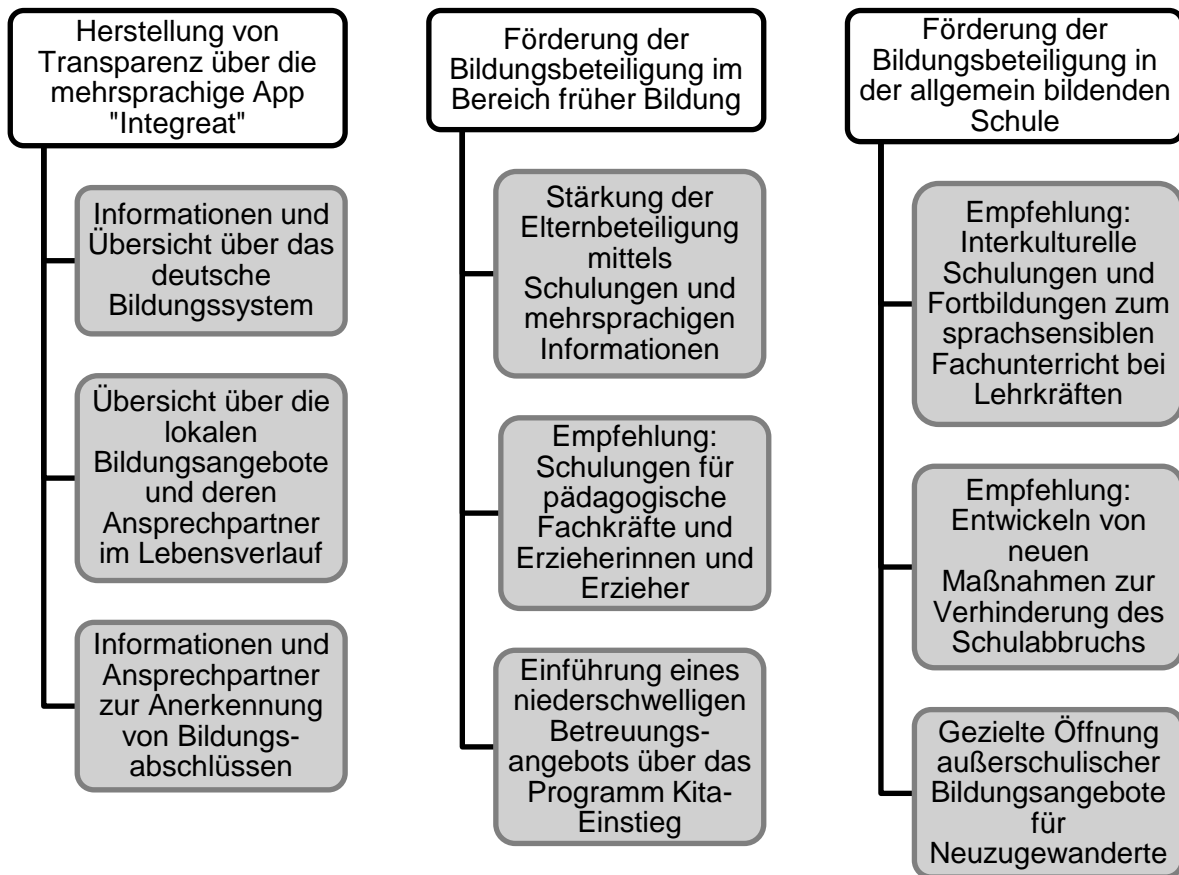 Herstellung von
Transparenz über die
mehrsprachige App
"Integreat"
Informationen und
Übersicht über das
deutsche
Bildungssystem
Übersicht über die
lokalen
Bildungsangebote
und deren
Ansprechpartner
im Lebensverlauf
Informationen und
Ansprechpartner
zur Anerkennung
von Bildungs-
abschlüssen
Förderung der
Bildungsbeteiligung im
Bereich früher Bildung
Stärkung der
Elternbeteiligung
mittels
Schulungen und
mehrsprachigen
Informationen
Empfehlung:
Schulungen für
pädagogische
Fachkräfte und
Erzieherinnen und
Erzieher
Einführung eines
niederschwelligen
Betreuungs-
angebots über das
Programm Kita-
Einstieg
Förderung der
Bildungsbeteiligung in
der allgemein bildenden
Schule
Empfehlung:
Interkulturelle
Schulungen und
Fortbildungen zum
sprachsensiblen
Fachunterricht bei
Lehrkräften
Empfehlung:
Entwickeln von
neuen
Maßnahmen zur
Verhinderung des
Schulabbruchs
Gezielte Öffnung
außerschulischer
Bildungsangebote
für
Neuzugewanderte